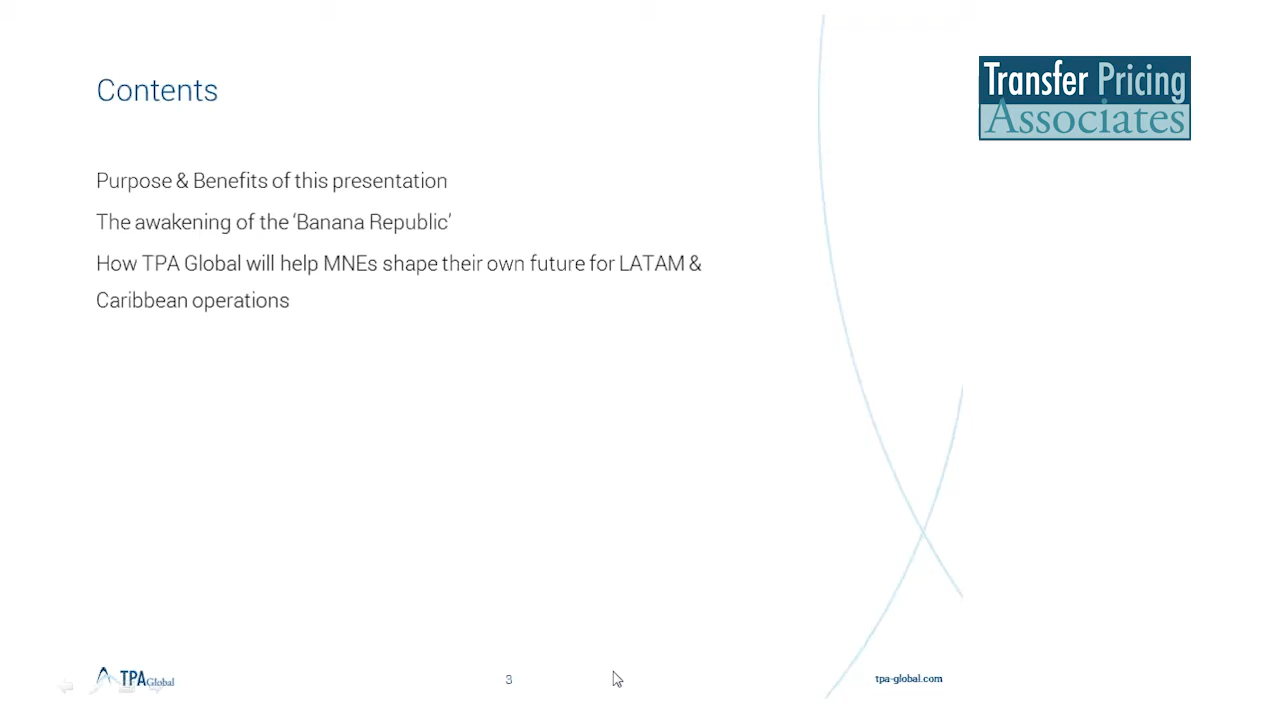 Contents
Transfer Pricing
Associates
Purpose & Benefits of this presentation
The awakening of the ‘Banana Republic’
How TPA Global will help MNEs shape their own future for LATAM &
Caribbean operations
TPA Global
3
tpa-global.com